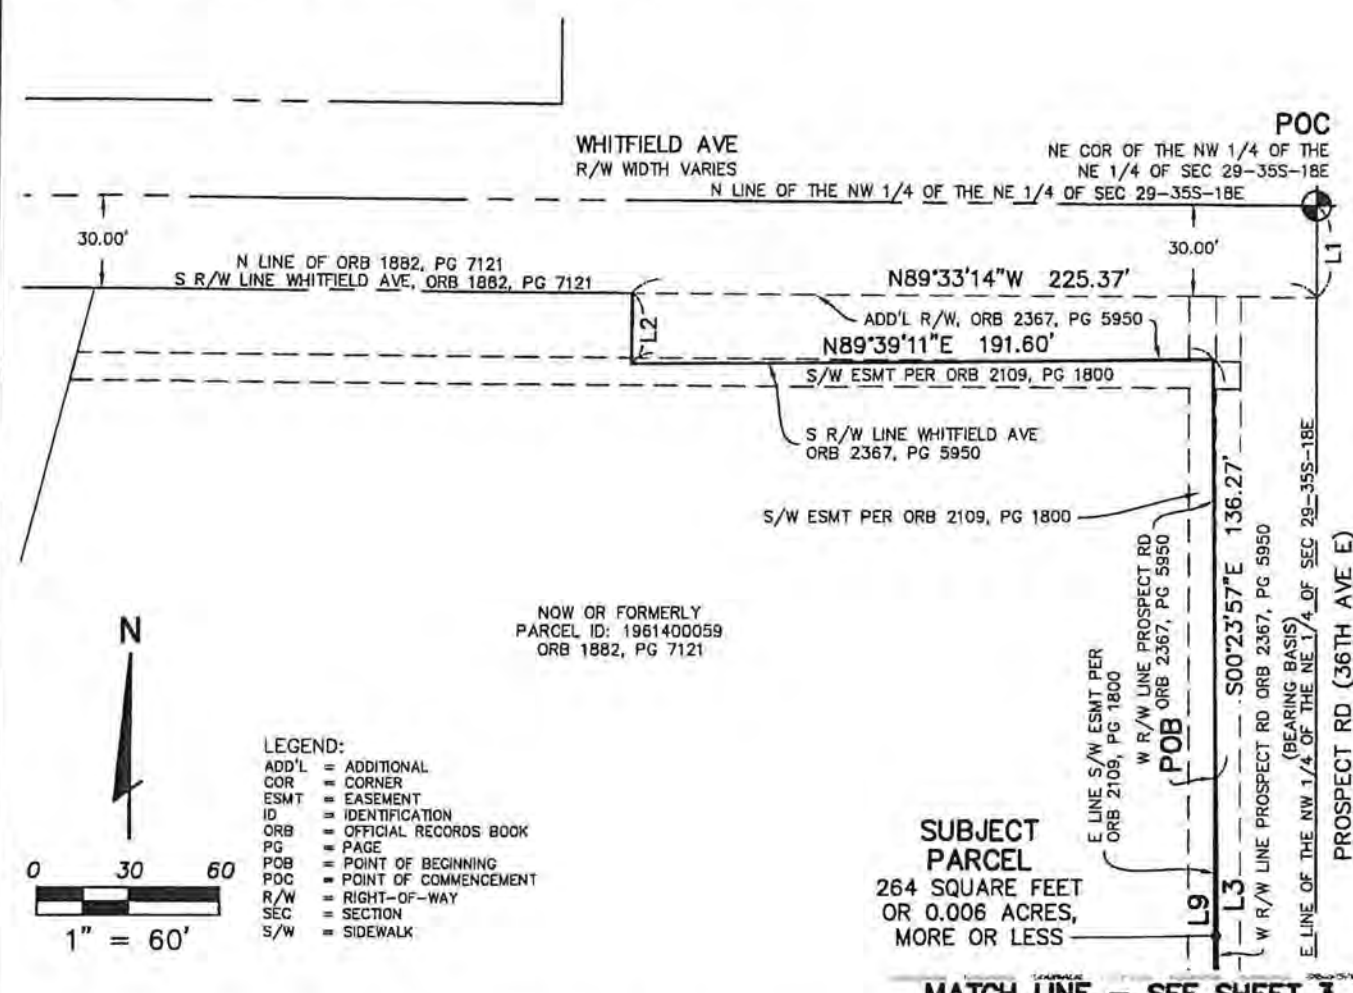 WHITFIELD AVE
R/W WIDTH VARIES
POC
NE COR OF THE NW 1/4 OF THE
NE 1/4 OF SEC 29-35S-18E
N LINE OF THE NW 1/4 OF THE NE 1/4 OF SEC 29-35S-18E
30.00'
30.00'
L1
N LINE OF ORB 1882, PG 7121
S R/W LINE WHITFIELD AVE, ORB 1882, PG 7121
N89°33'14"W 225.37'
ADD'L R/W, ORB 2367, PG 5950
L2
N89°39'11"E 191.60'
S/W ESMT PER ORB 2109, PG 1800
S R/W LINE WHITFIELD AVE
ORB 2367, PG 5950
S/W ESMT PER ORB 2109, PG 1800
W R/W LINE PROSPECT RD
ORB 2367, PG 5950
POB
E LINE S/W ESMT PER
ORB 2109, PG 1800
S00°23'57"E 136.27'
W R/W LINE PROSPECT RD ORB 2367, PG 5950
(BEARING BASIS)
E LINE OF THE NW 1/4 OF THE NE 1/4 OF SEC 29-35S-18E
PROSPECT RD (36TH AVE E)
NOW OR FORMERLY
PARCEL ID: 1961400059
ORB 1882, PG 7121
N
LEGEND:
ADD'L = ADDITIONAL
COR = CORNER
ESMT = EASEMENT
ID = IDENTIFICATION
ORB = OFFICIAL RECORDS BOOK
PG = PAGE
POB = POINT OF BEGINNING
POC = POINT OF COMMENCEMENT
R/W = RIGHT-OF-WAY
SEC = SECTION
S/W = SIDEWALK
0 30 60
1" = 60'
SUBJECT
PARCEL
264 SQUARE FEET
OR 0.006 ACRES,
MORE OR LESS
L9
L3
MATCH LINE - SEE SHEET 3